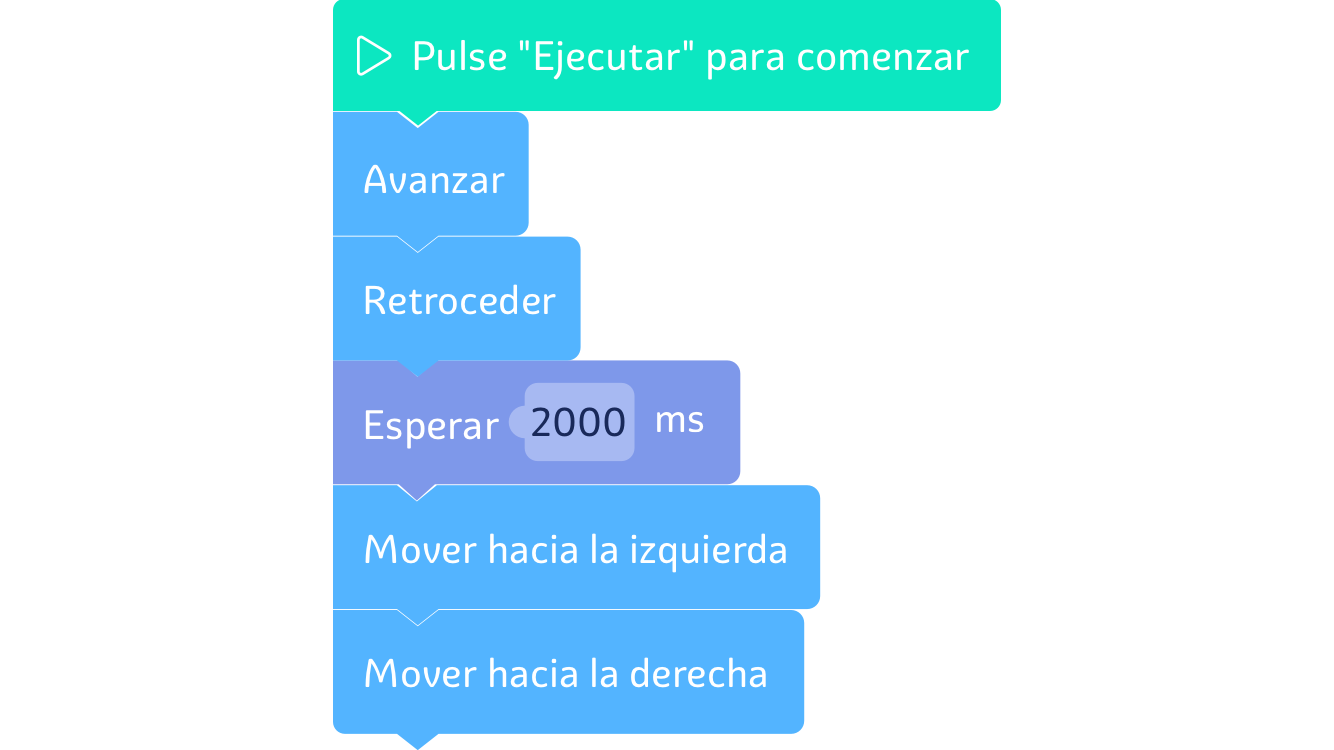 Pulse "Ejecutar" para comenzar
Avanzar
Retroceder
Esperar 2000 ms
Mover hacia la izquierda
Mover hacia la derecha